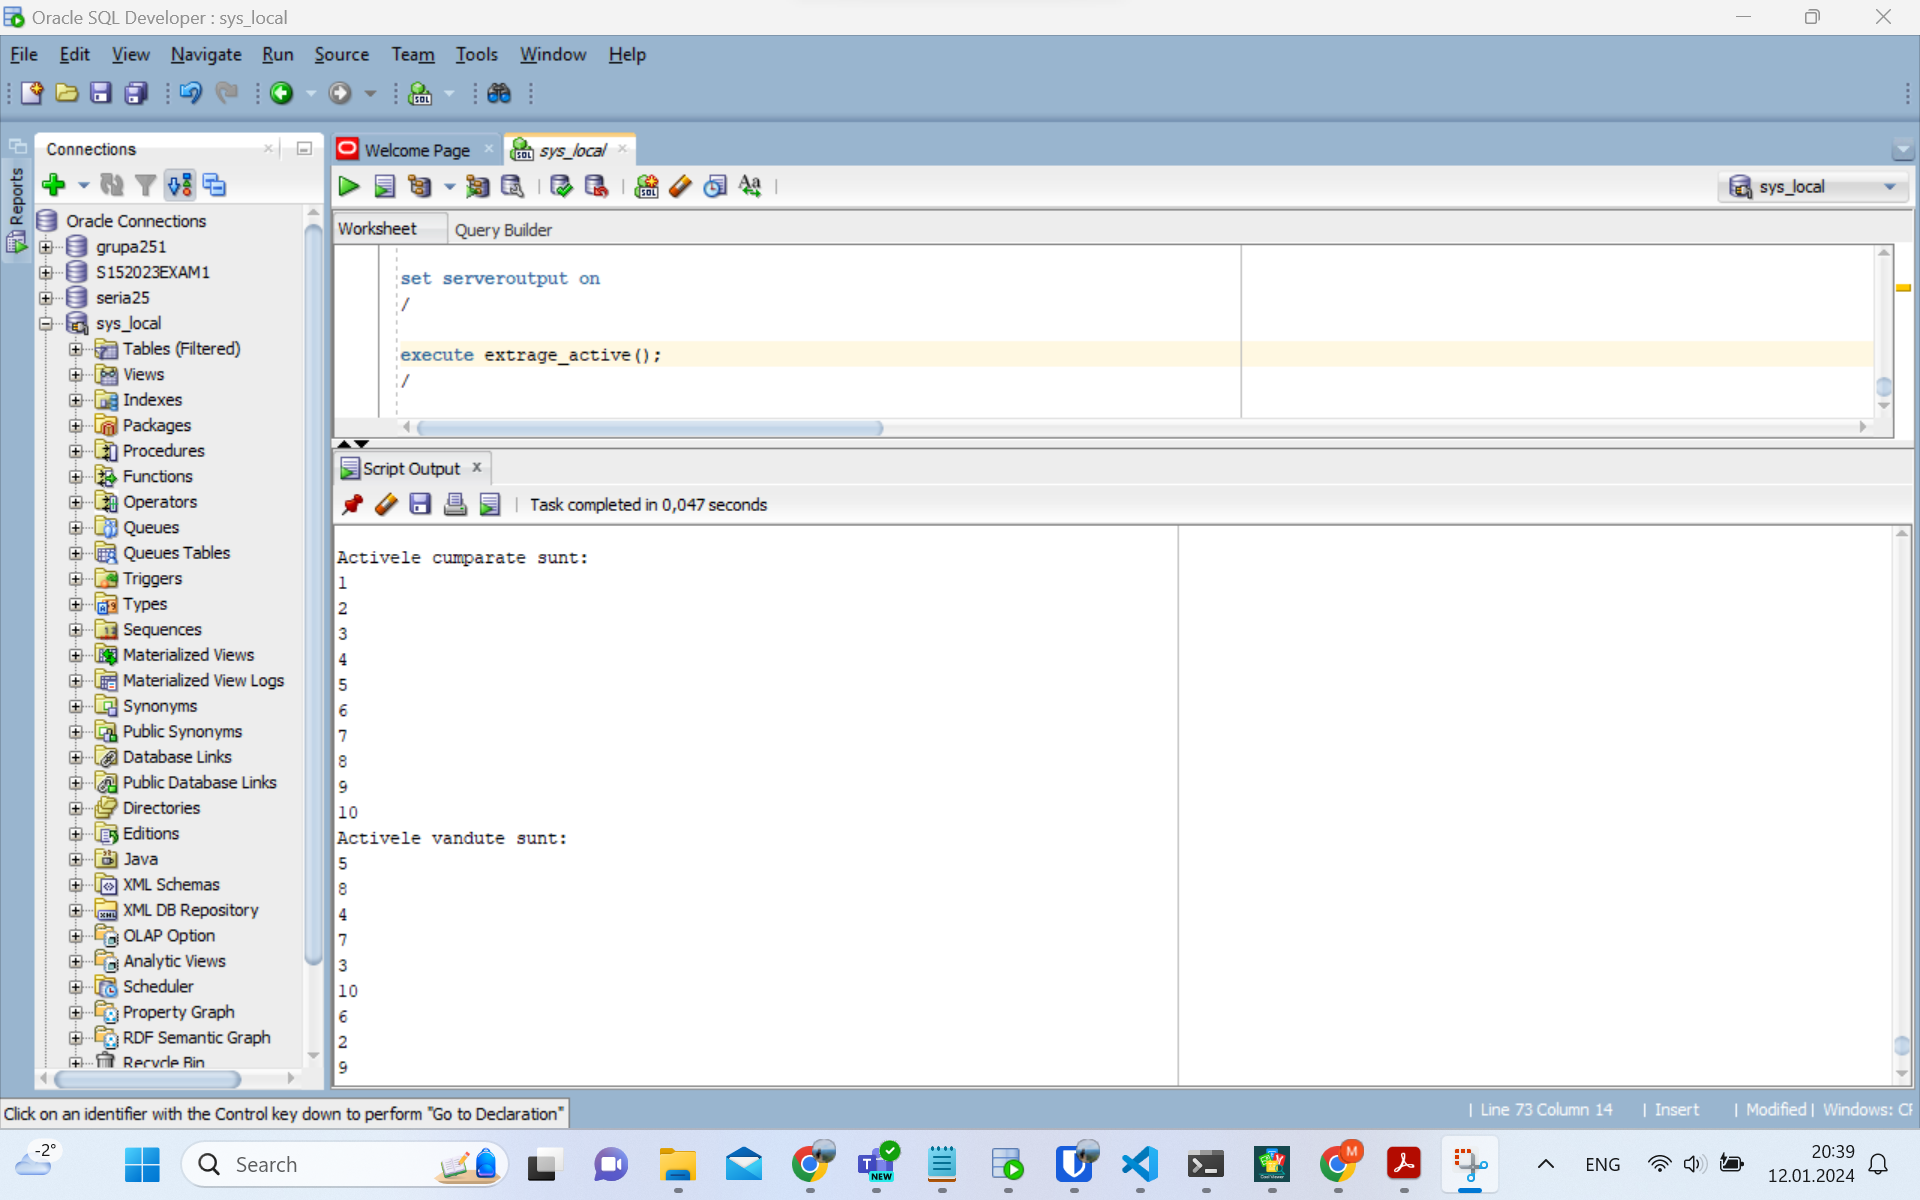 Oracle SQL Developer : sys_local
File Edit View Navigate Run Source Team Tools Window Help
Reports
Connections
Oracle Connections
grupa251
S152023EXAM1
seria25
sys_local
Tables (Filtered)
Views
Indexes
Packages
Procedures
Functions
Operators
Queues
Queues Tables
Triggers
Types
Sequences
Materialized Views
Materialized View Logs
Synonyms
Public Synonyms
Database Links
Public Database Links
Directories
Editions
Java
XML Schemas
XML DB Repository
OLAP Option
Analytic Views
Scheduler
Property Graph
RDF Semantic Graph
Recycle Bin
Welcome Page
sys_local
sys_local
Worksheet
Query Builder
set serveroutput on
/
execute extrage_active();
/
Script Output
Task completed in 0,047 seconds
Activele cumparate sunt:
1
2
3
4
5
6
7
8
9
10
Activele vandute sunt:
5
8
4
7
3
10
6
2
9
Click on an identifier with the Control key down to perform "Go to Declaration"
| Line 73 Column 14 | Insert | Modified | Windows: CF
-2°
Search
NEW
M
ENG
20:39
12.01.2024